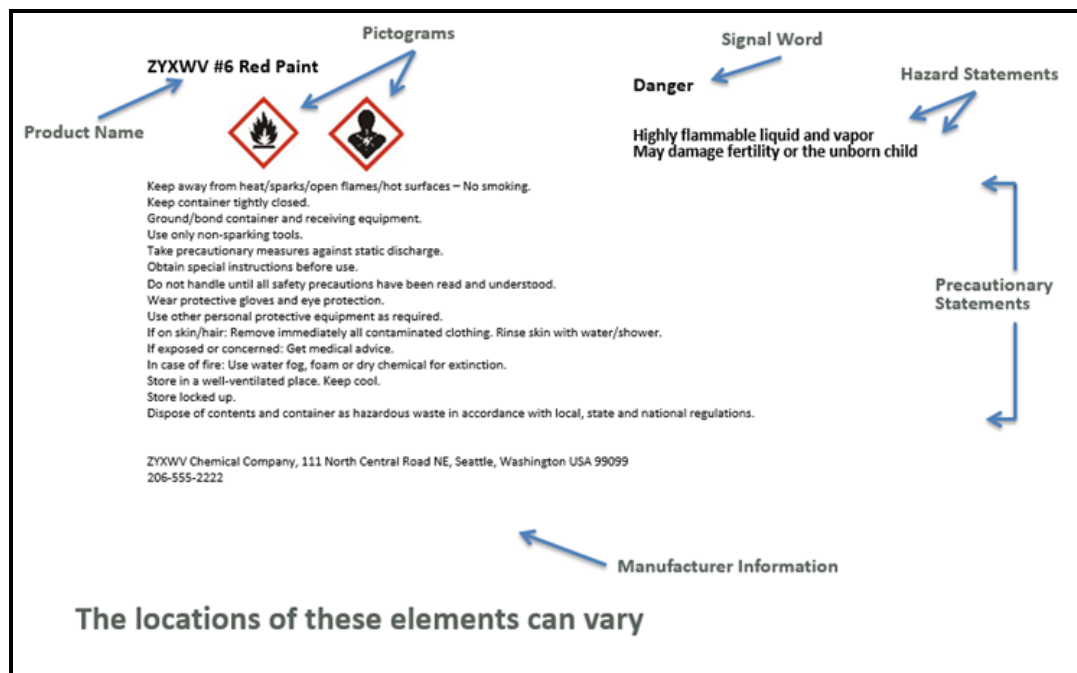 Pictograms
Signal Word
ZYXWV #6 Red Paint
Danger
Hazard Statements
Product Name
Highly flammable liquid and vapor
May damage fertility or the unborn child
Keep away from heat/sparks/open flames/hot surfaces – No smoking.
Keep container tightly closed.
Ground/bond container and receiving equipment.
Use only non-sparking tools.
Take precautionary measures against static discharge.
Obtain special instructions before use.
Do not handle until all safety precautions have been read and understood.
Wear protective gloves and eye protection.
Use other personal protective equipment as required.
If on skin/hair: Remove immediately all contaminated clothing. Rinse skin with water/shower.
If exposed or concerned: Get medical advice.
In case of fire: Use water fog, foam or dry chemical for extinction.
Store in a well-ventilated place. Keep cool.
Store locked up.
Dispose of contents and container as hazardous waste in accordance with local, state and national regulations.
Precautionary
Statements
ZYXWV Chemical Company, 111 North Central Road NE, Seattle, Washington USA 99099
206-555-2222
Manufacturer Information
The locations of these elements can vary